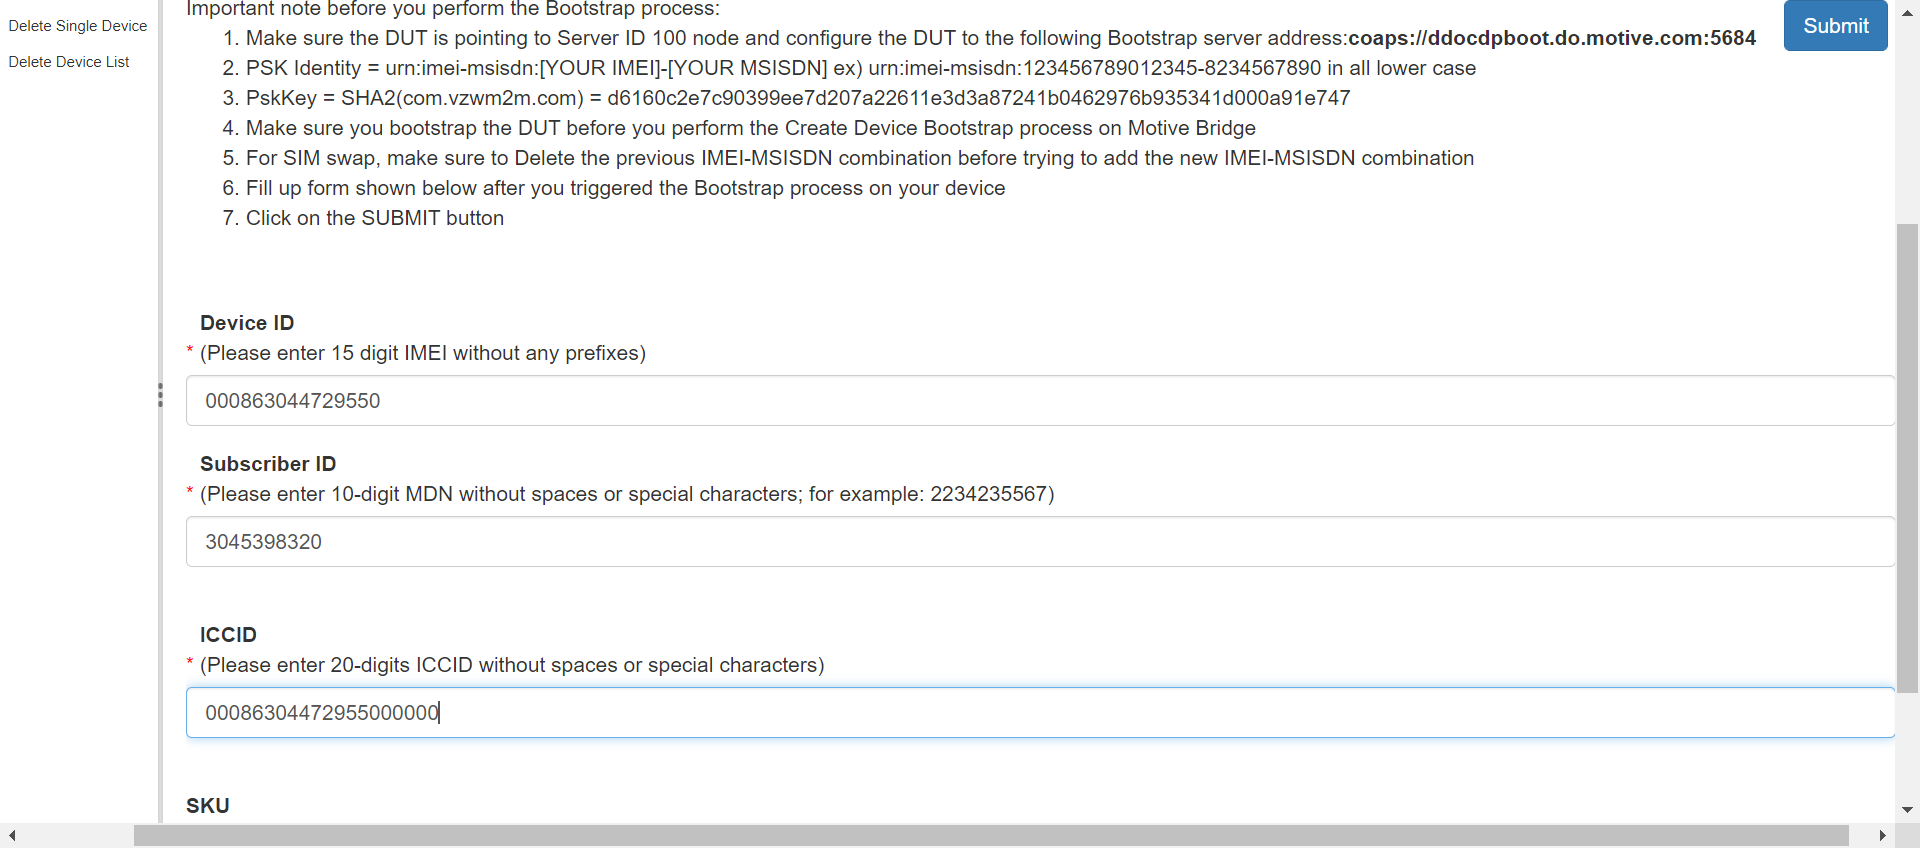 Delete Single Device
Delete Device List
Important note before you perform the Bootstrap process:
1. Make sure the DUT is pointing to Server ID 100 node and configure the DUT to the following Bootstrap server address:coaps://ddocdpboot.do.motive.com:5684
2. PSK Identity = urn:imei-msisdn:[YOUR IMEI]-[YOUR MSISDN] ex) urn:imei-msisdn:123456789012345-8234567890 in all lower case
3. PskKey = SHA2(com.vzwm2m.com) = d6160c2e7c90399ee7d207a22611e3d3a87241b0462976b935341d000a91e747
4. Make sure you bootstrap the DUT before you perform the Create Device Bootstrap process on Motive Bridge
5. For SIM swap, make sure to Delete the previous IMEI-MSISDN combination before trying to add the new IMEI-MSISDN combination
6. Fill up form shown below after you triggered the Bootstrap process on your device
7. Click on the SUBMIT button
Submit
Device ID
* (Please enter 15 digit IMEI without any prefixes)
000863044729550
Subscriber ID
* (Please enter 10-digit MDN without spaces or special characters; for example: 2234235567)
3045398320
ICCID
* (Please enter 20-digits ICCID without spaces or special characters)
00086304472955000000
SKU